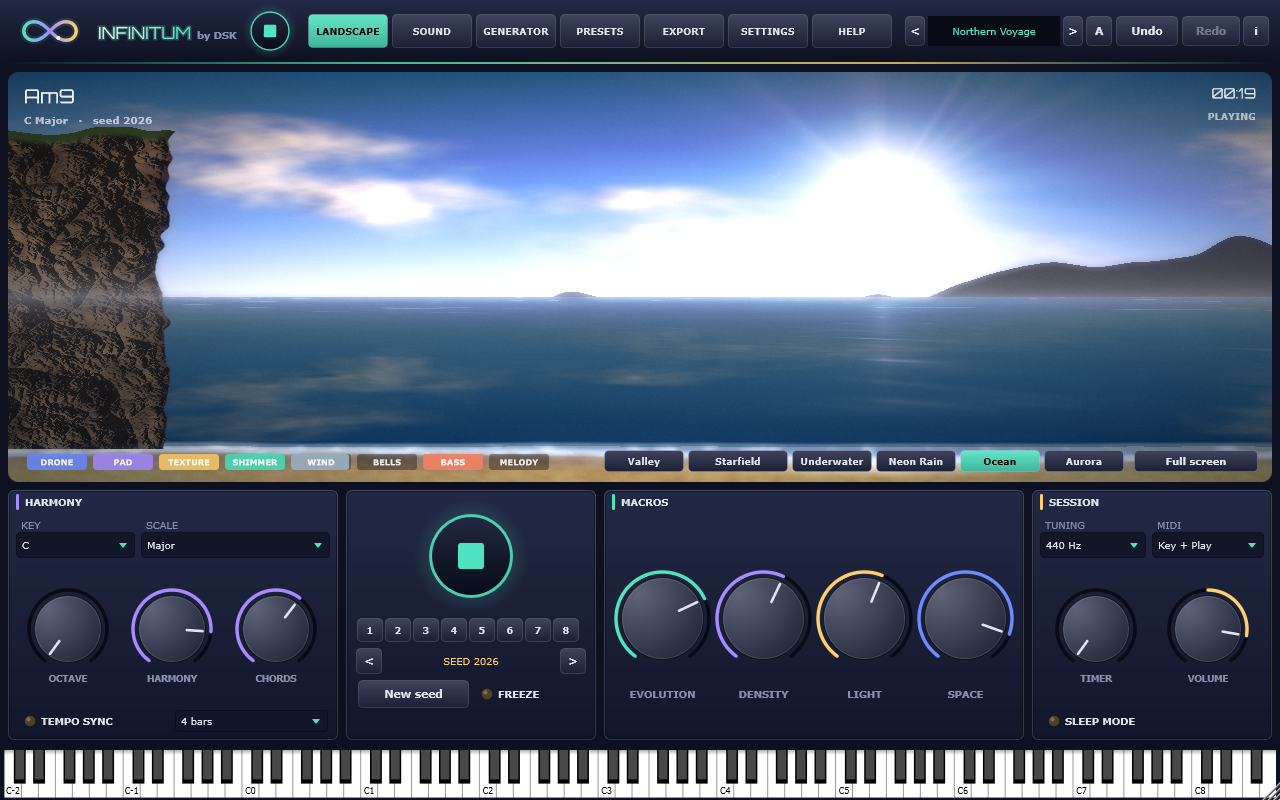 INFINITUM by DSK
LANDSCAPE SOUND GENERATOR PRESETS EXPORT SETTINGS HELP
< Northern Voyage > A Undo Redo i
Am9
C Major · seed 2026
00:19
PLAYING
DRONE PAD TEXTURE SHIMMER WIND BELLS BASS MELODY
Valley Starfield Underwater Neon Rain Ocean Aurora Full screen
HARMONY
KEY SCALE
C Major
OCTAVE HARMONY CHORDS
TEMPO SYNC 4 bars
1 2 3 4 5 6 7 8
< SEED 2026 >
New seed FREEZE
MACROS
EVOLUTION DENSITY LIGHT SPACE
SESSION
TUNING MIDI
440 Hz Key + Play
TIMER VOLUME
SLEEP MODE
C-2 C-1 C0 C1 C2 C3 C4 C5 C6 C7 C8